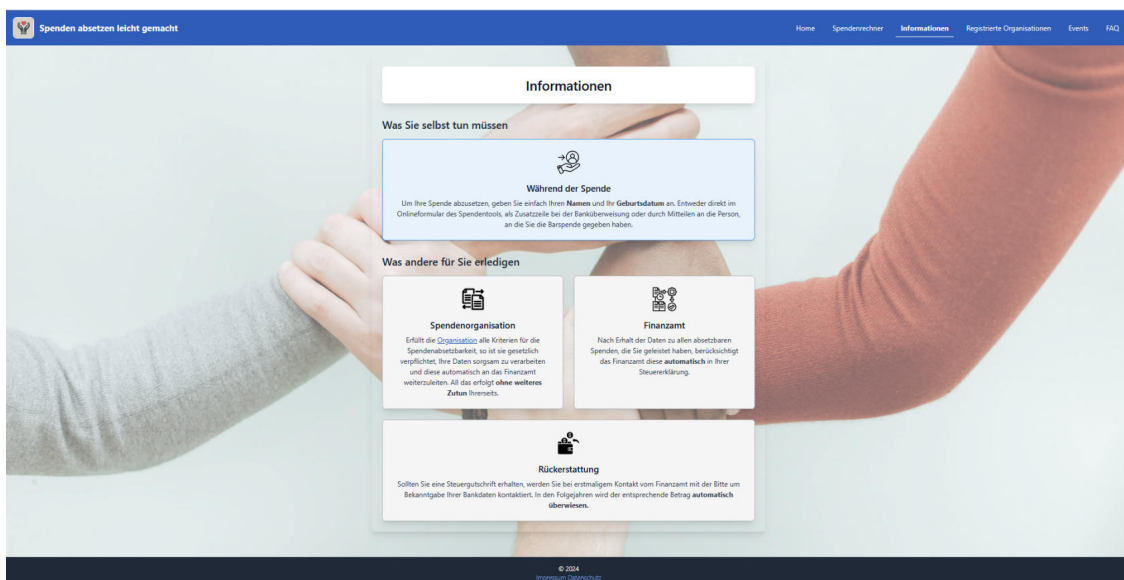 Spenden absetzen leicht gemacht
Home Spendenrechner Informationen Registrierte Organisationen Events FAQ
Informationen
Was Sie selbst tun müssen
Während der Spende
Um Ihre Spende abzusetzen, geben Sie einfach Ihren Namen und Ihr Geburtsdatum an. Entweder direkt im
Onlineformular des Spendentools, als Zusatzzeile bei der Banküberweisung oder durch Mitteilen an die Person,
an die Sie die Barspende gegeben haben.
Was andere für Sie erledigen
Spendenorganisation
Erfüllt die Organisation alle Kriterien für die
Spendenabsetzbarkeit, so ist sie gesetzlich
verpflichtet, Ihre Daten sorgsam zu verarbeiten
und diese automatisch an das Finanzamt
weiterzuleiten. All das erfolgt ohne weiteres
Zutun Ihrerseits.
Finanzamt
Nach Erhalt der Daten zu allen absetzbaren
Spenden, die Sie geleistet haben, berücksichtigt
das Finanzamt diese automatisch in Ihrer
Steuererklärung.
Rückerstattung
Sollten Sie eine Steuergutschrift erhalten, werden Sie bei erstmaligem Kontakt vom Finanzamt mit der Bitte um
Bekanntgabe Ihrer Bankdaten kontaktiert. In den Folgejahren wird der entsprechende Betrag automatisch
überwiesen.
© 2024
Impressum Datenschutz